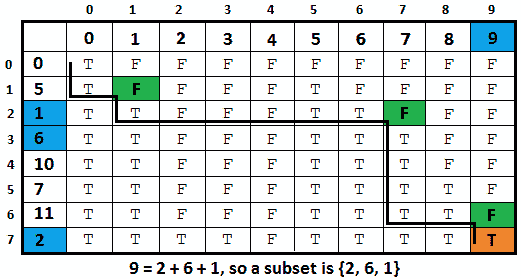 0 1 2 3 4 5 6 7 8 9
0 1 2 3 4 5 6 7 8 9
0 0 T F F F F F F F F F
1 5 T F F F F T F F F F
2 1 T T F F F T T F F F
3 6 T T F F F T T T F F
4 10 T T F F F T T T F F
5 7 T T F F F T T T T F
6 11 T T F F F T T T T F
7 2 T T T T T T T T T T
9 = 2 + 6 + 1, so a subset is {2, 6, 1}